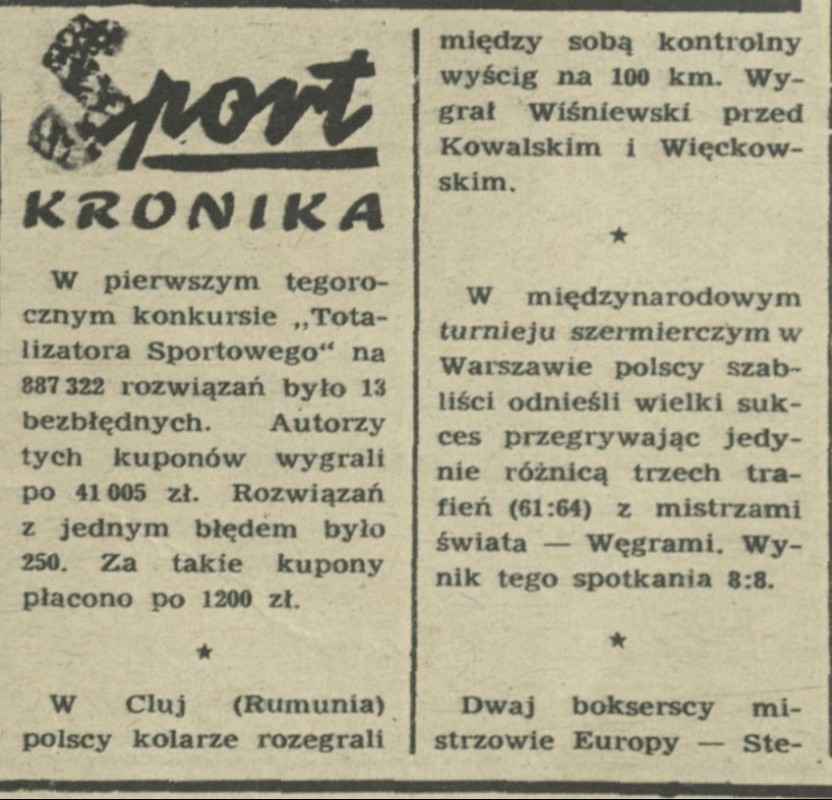 Sport
KRONIKA
W pierwszym tegoro-
cznym konkursie „Tota-
lizatora Sportowego“ na
887 322 rozwiązań było 13
bezbłędnych. Autorzy
tych kuponów wygrali
po 41 005 zł. Rozwiązań
z jednym błędem było
250. Za takie kupony
płacono po 1200 zł.
★
W Cluj (Rumunia)
polscy kolarze rozegrali
między sobą kontrolny
wyścig na 100 km. Wy-
grał Wiśniewski przed
Kowalskim i Więckow-
skim.
★
W międzynarodowym
turnieju szermierczym w
Warszawie polscy szab-
liści odnieśli wielki suk-
ces przegrywając jedy-
nie różnicą trzech tra-
fień (61:64) z mistrzami
świata — Węgrami. Wy-
nik tego spotkania 8:8.
★
Dwaj bokserscy mi-
strzowie Europy — Ste-